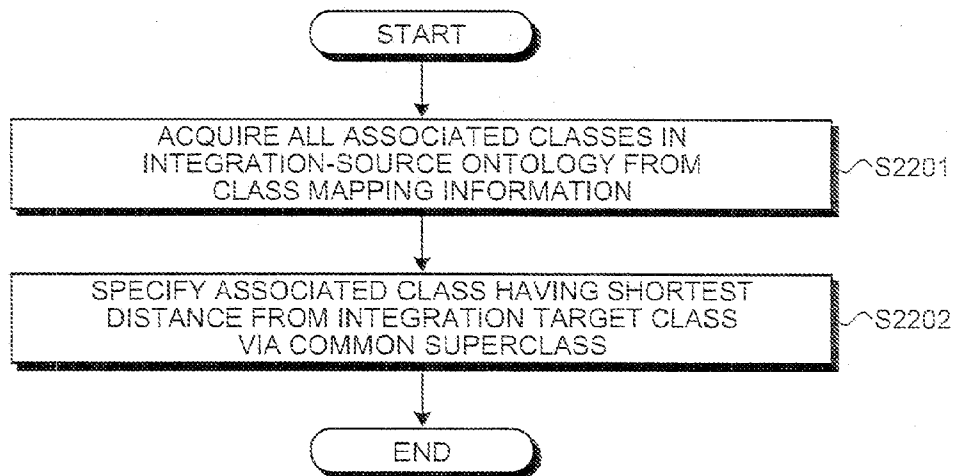 START
ACQUIRE ALL ASSOCIATED CLASSES IN
INTEGRATION-SOURCE ONTOLOGY FROM
CLASS MAPPING INFORMATION
S2201
SPECIFY ASSOCIATED CLASS HAVING SHORTEST
DISTANCE FROM INTEGRATION TARGET CLASS
VIA COMMON SUPERCLASS
S2202
END